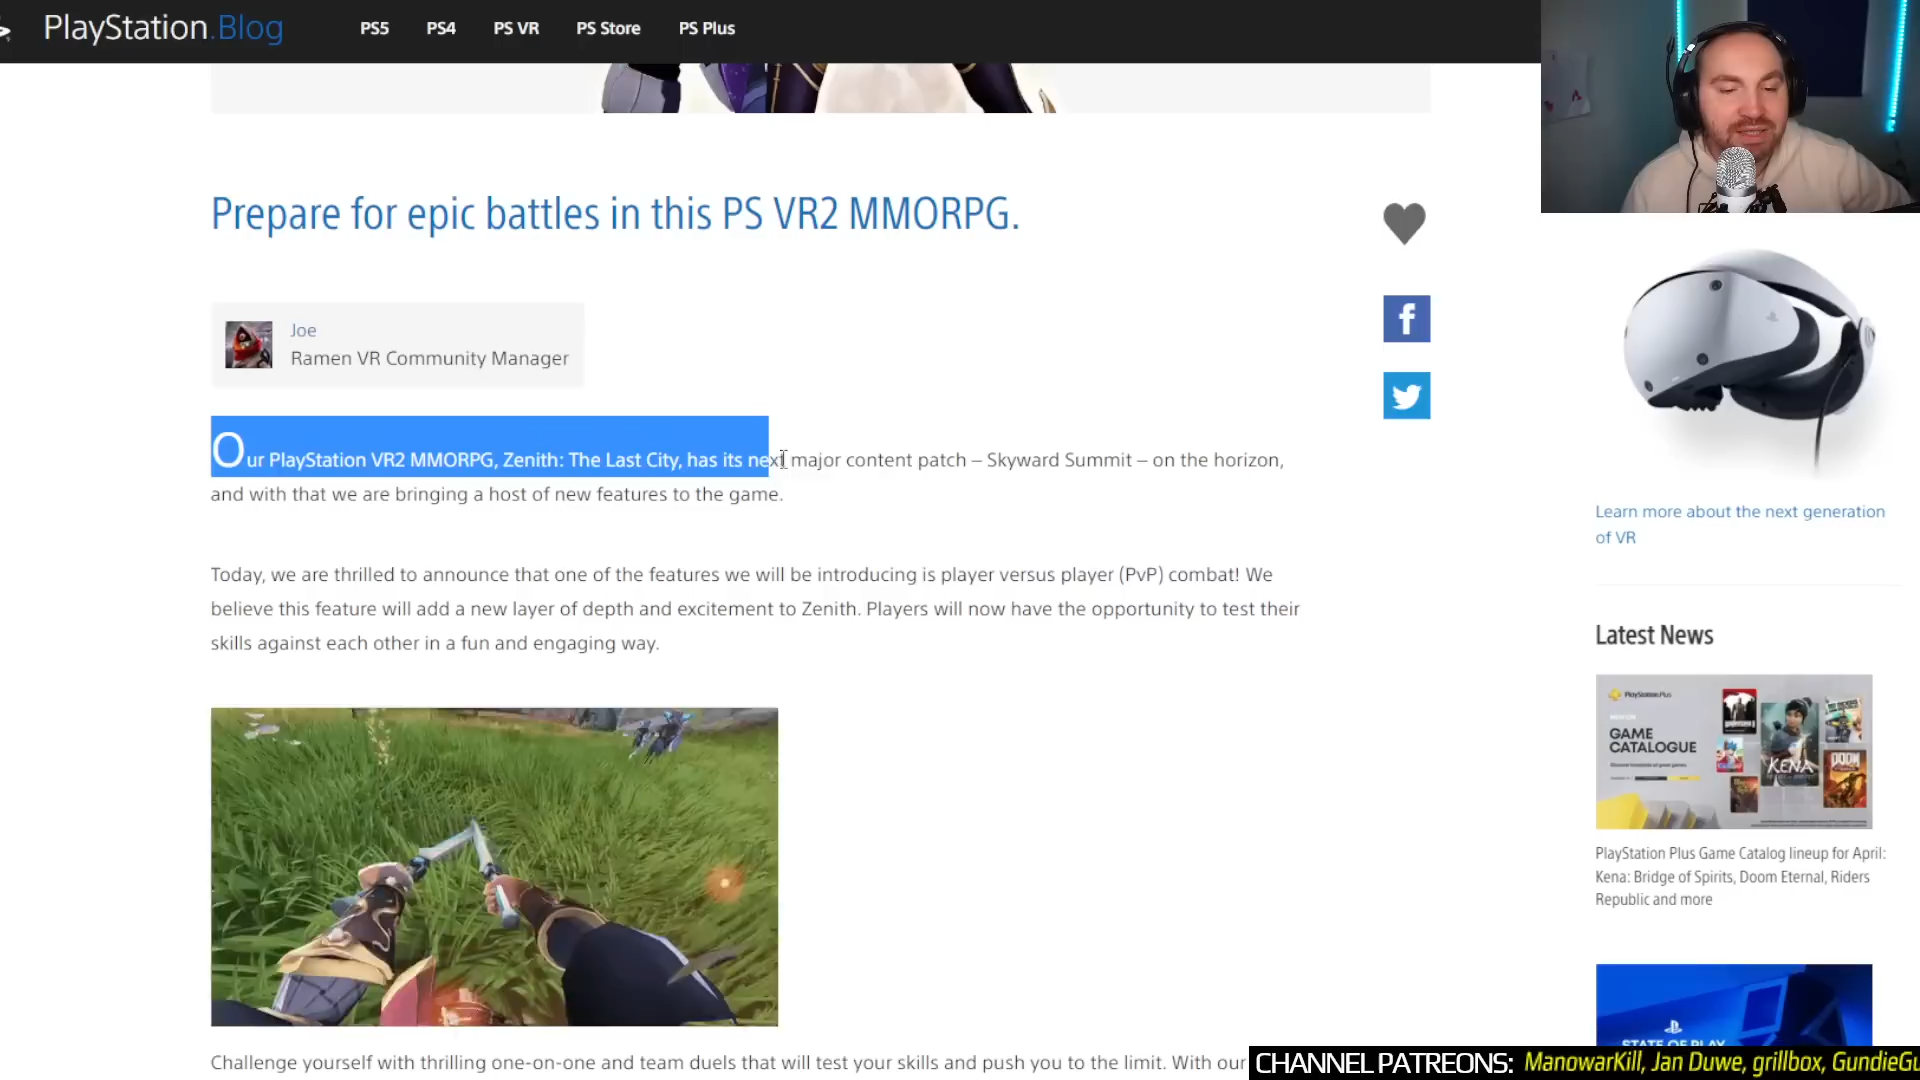 PlayStation.Blog
PS5 PS4 PS VR PS Store PS Plus
Prepare for epic battles in this PS VR2 MMORPG.
Joe
Ramen VR Community Manager
Our PlayStation VR2 MMORPG, Zenith: The Last City, has its next major content patch – Skyward Summit – on the horizon,
and with that we are bringing a host of new features to the game.
Today, we are thrilled to announce that one of the features we will be introducing is player versus player (PvP) combat! We
believe this feature will add a new layer of depth and excitement to Zenith. Players will now have the opportunity to test their
skills against each other in a fun and engaging way.
Challenge yourself with thrilling one-on-one and team duels that will test your skills and push you to the limit. With our
Learn more about the next generation
of VR
Latest News
PlayStation Plus
GAME
CATALOGUE
KENA
DOOM
PlayStation Plus Game Catalog lineup for April:
Kena: Bridge of Spirits, Doom Eternal, Riders
Republic and more
STATE OF PLAY
CHANNEL PATREONS: ManowarKill, Jan Duwe, grillbox, GundieGu